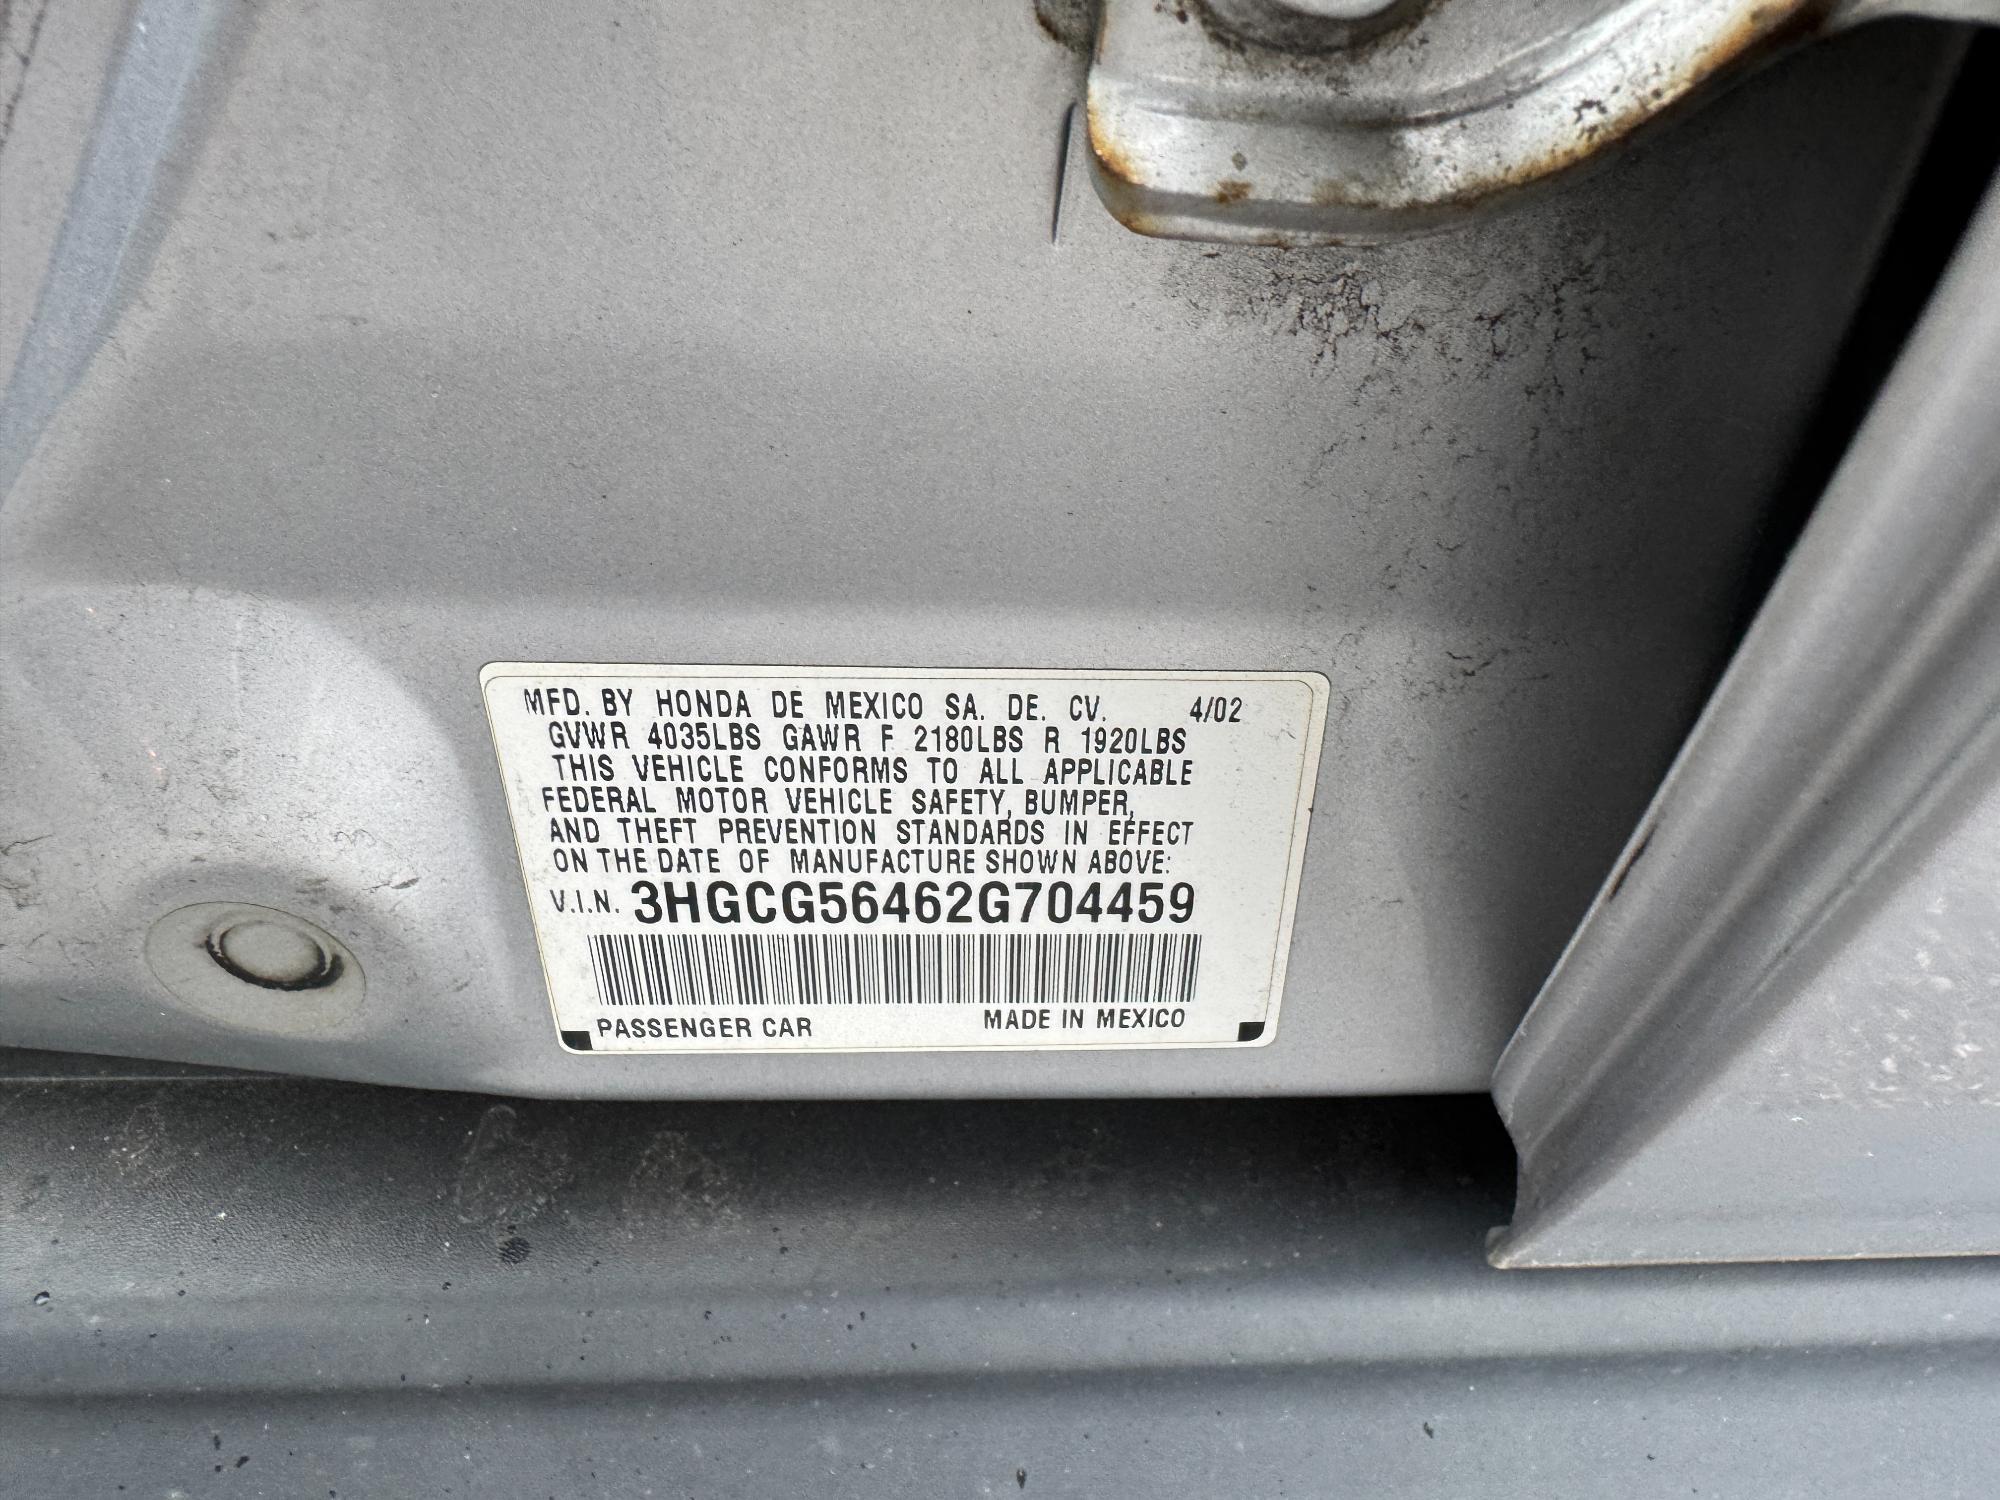 MFD. BY HONDA DE MEXICO SA. DE. CV. 4/02
GVWR 4035LBS GAWR F 2180LBS R 1920LBS
THIS VEHICLE CONFORMS TO ALL APPLICABLE
FEDERAL MOTOR VEHICLE SAFETY, BUMPER,
AND THEFT PREVENTION STANDARDS IN EFFECT
ON THE DATE OF MANUFACTURE SHOWN ABOVE:
V.I.N. 3HGCG56462G704459
PASSENGER CAR MADE IN MEXICO